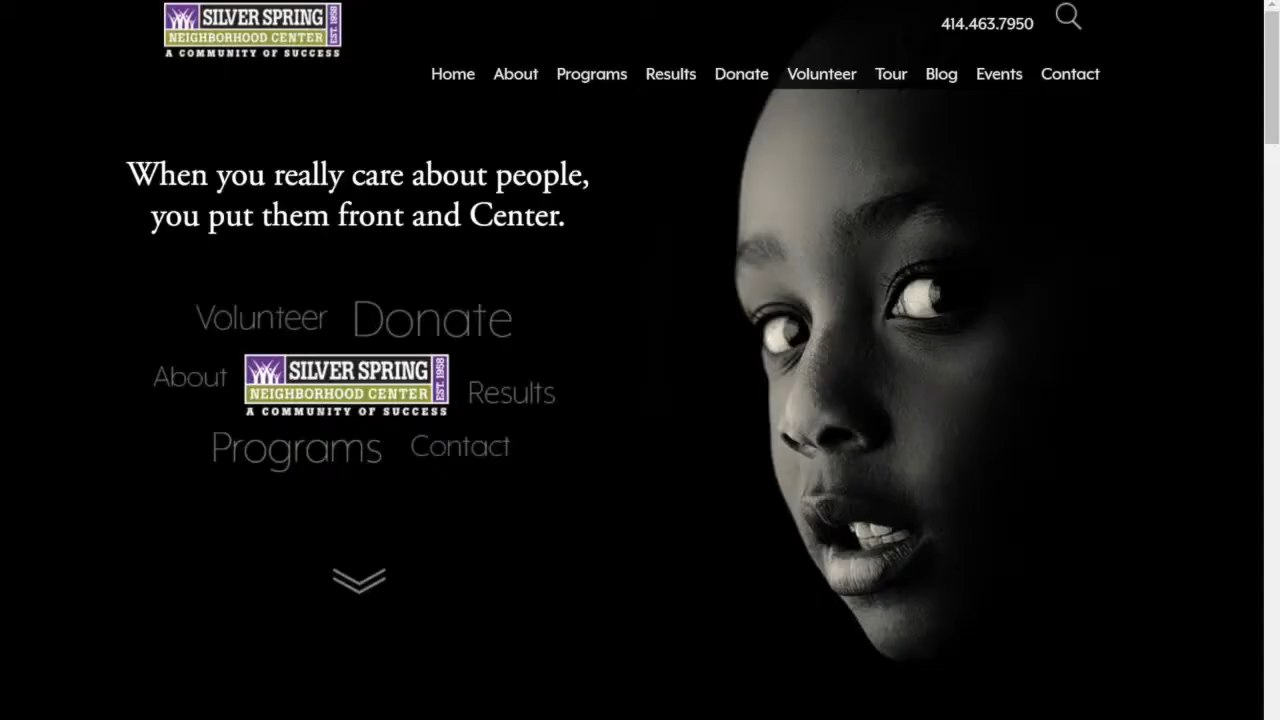 SILVER SPRING
NEIGHBORHOOD CENTER
EST. 1958
A COMMUNITY OF SUCCESS
414.463.7950
Home About Programs Results Donate Volunteer Tour Blog Events Contact
When you really care about people,
you put them front and Center.
Volunteer Donate
About
SILVER SPRING
NEIGHBORHOOD CENTER
EST. 1958
A COMMUNITY OF SUCCESS
Results
Programs Contact